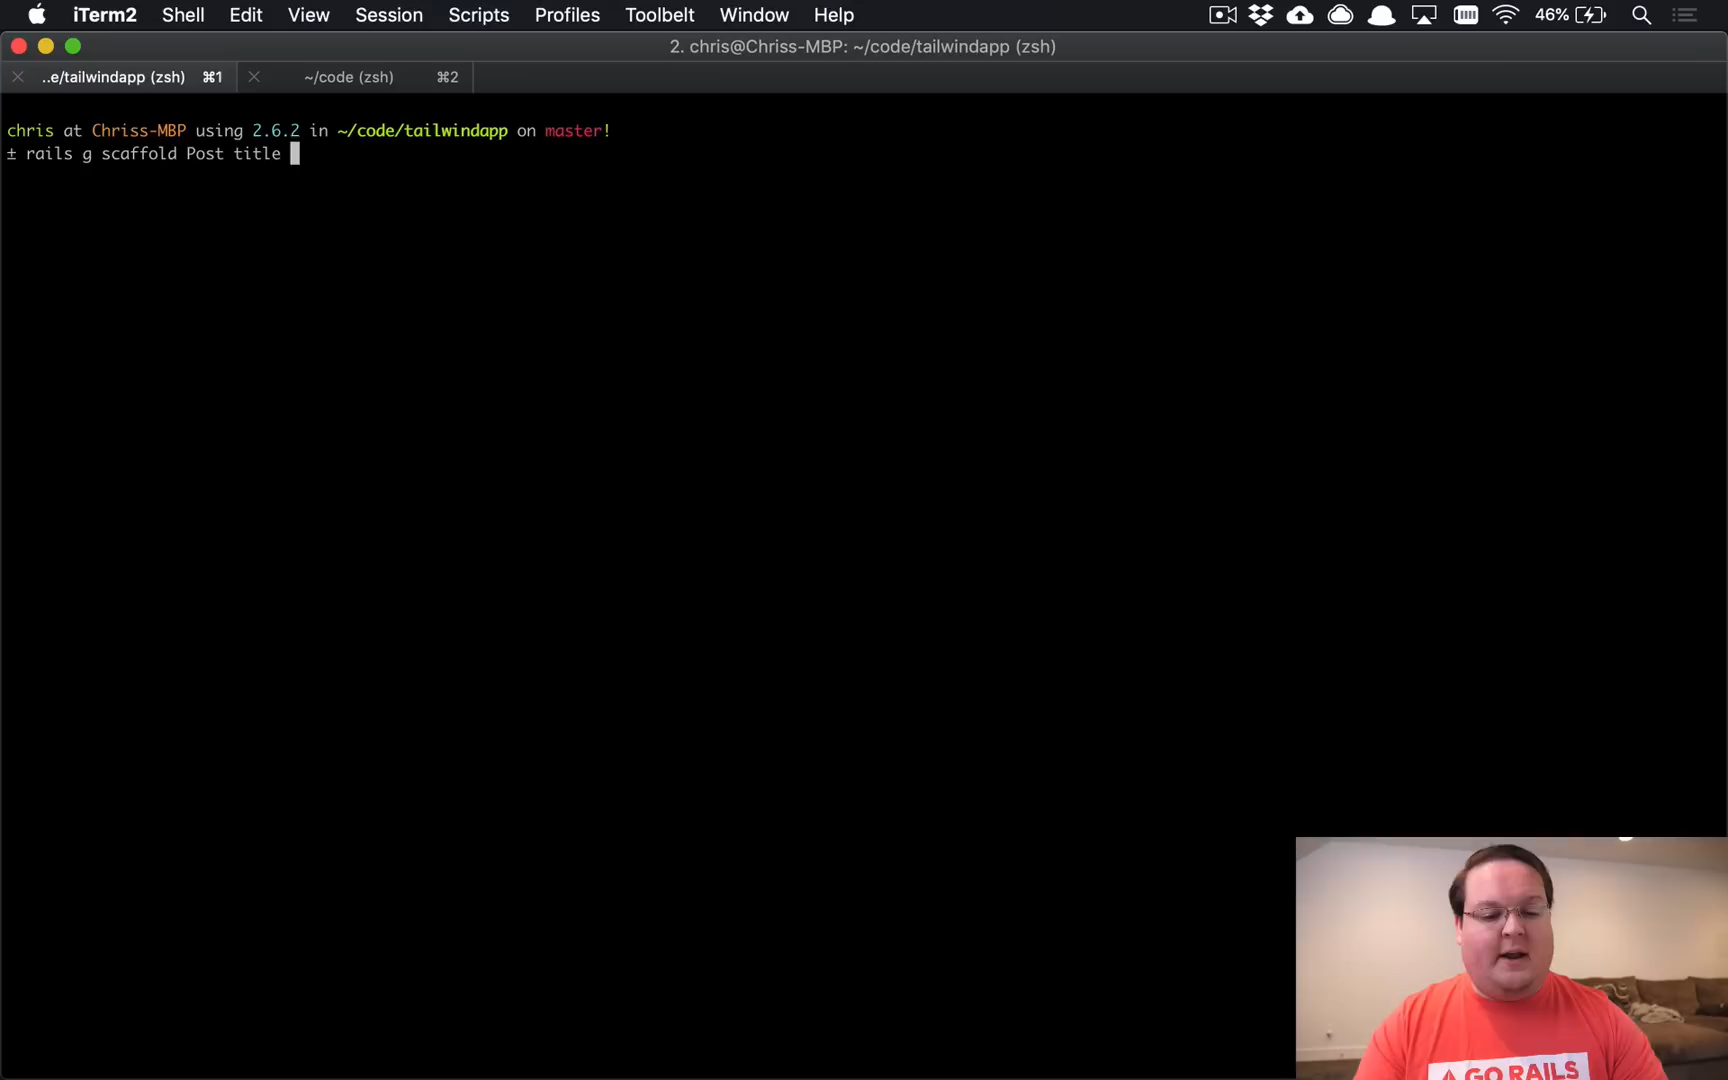 iTerm2 Shell Edit View Session Scripts Profiles Toolbelt Window Help 46%
2. chris@Chriss-MBP: ~/code/tailwindapp (zsh)
..e/tailwindapp (zsh) ⌘1 ~/code (zsh) ⌘2
chris at Chriss-MBP using 2.6.2 in ~/code/tailwindapp on master!
± rails g scaffold Post title
GO RAILS